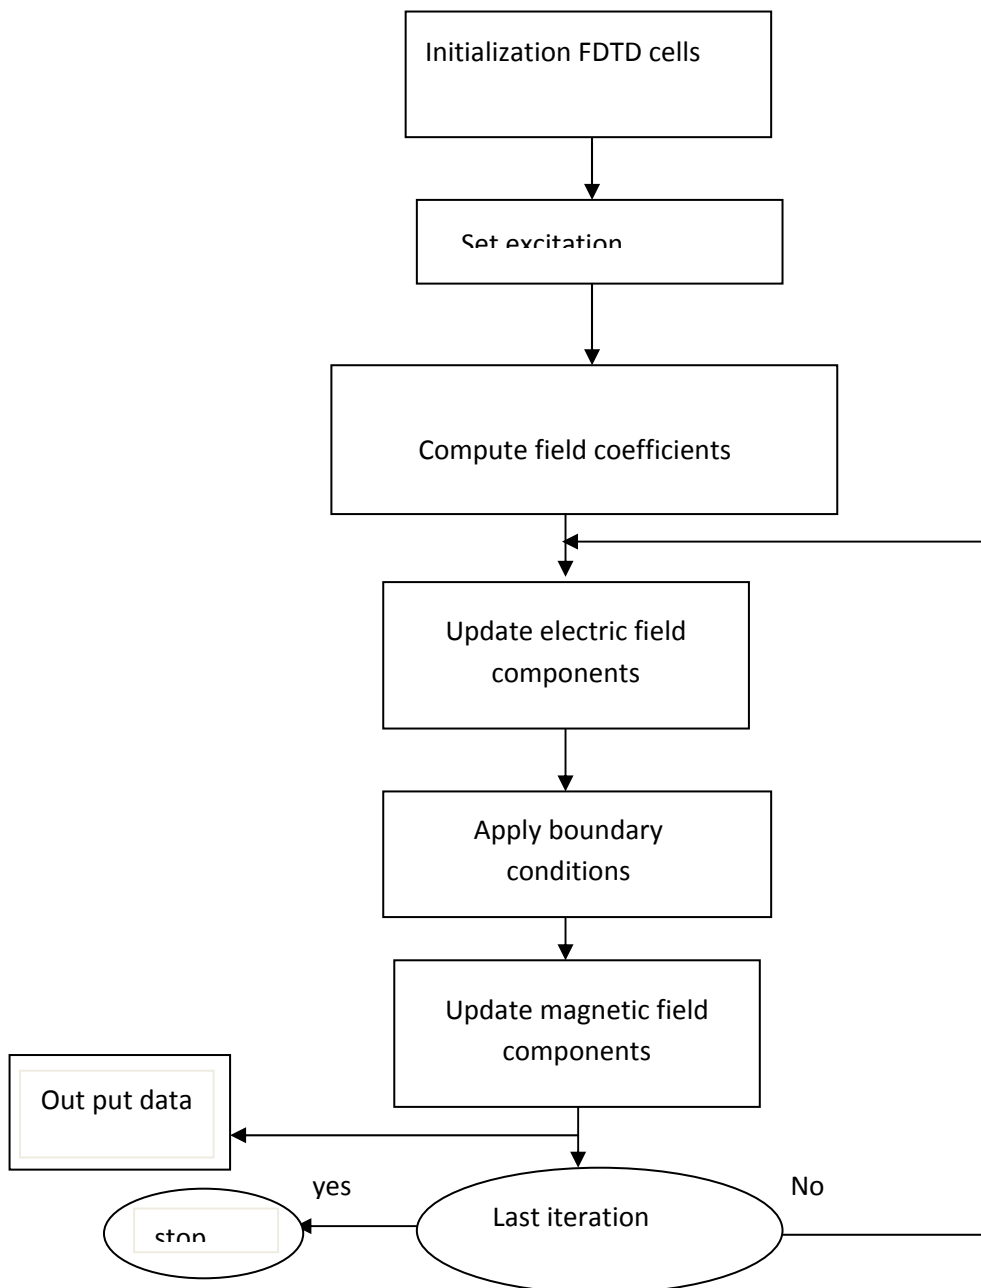 Initialization FDTD cells
Set excitation
Compute field coefficients
Update electric field
components
Apply boundary
conditions
Update magnetic field
components
Out put data
yes
No
Last iteration
stop